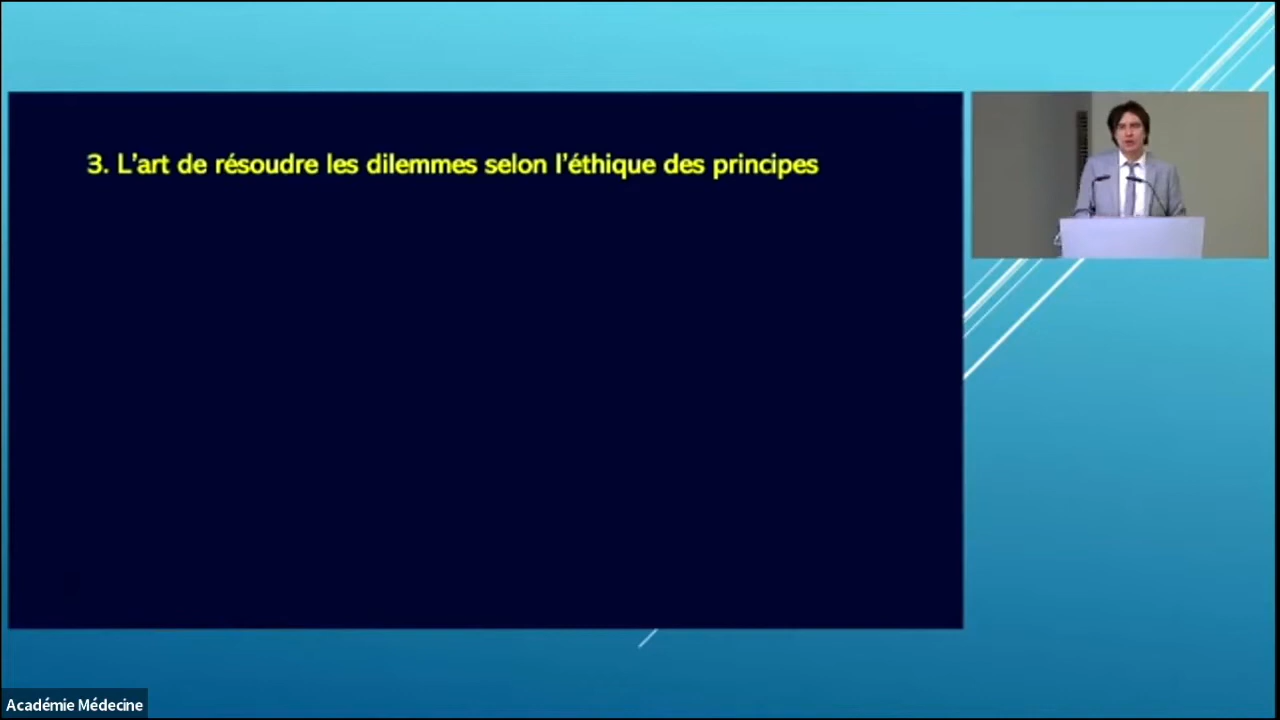 3. L’art de résoudre les dilemmes selon l’éthique des principes
Académie Médecine